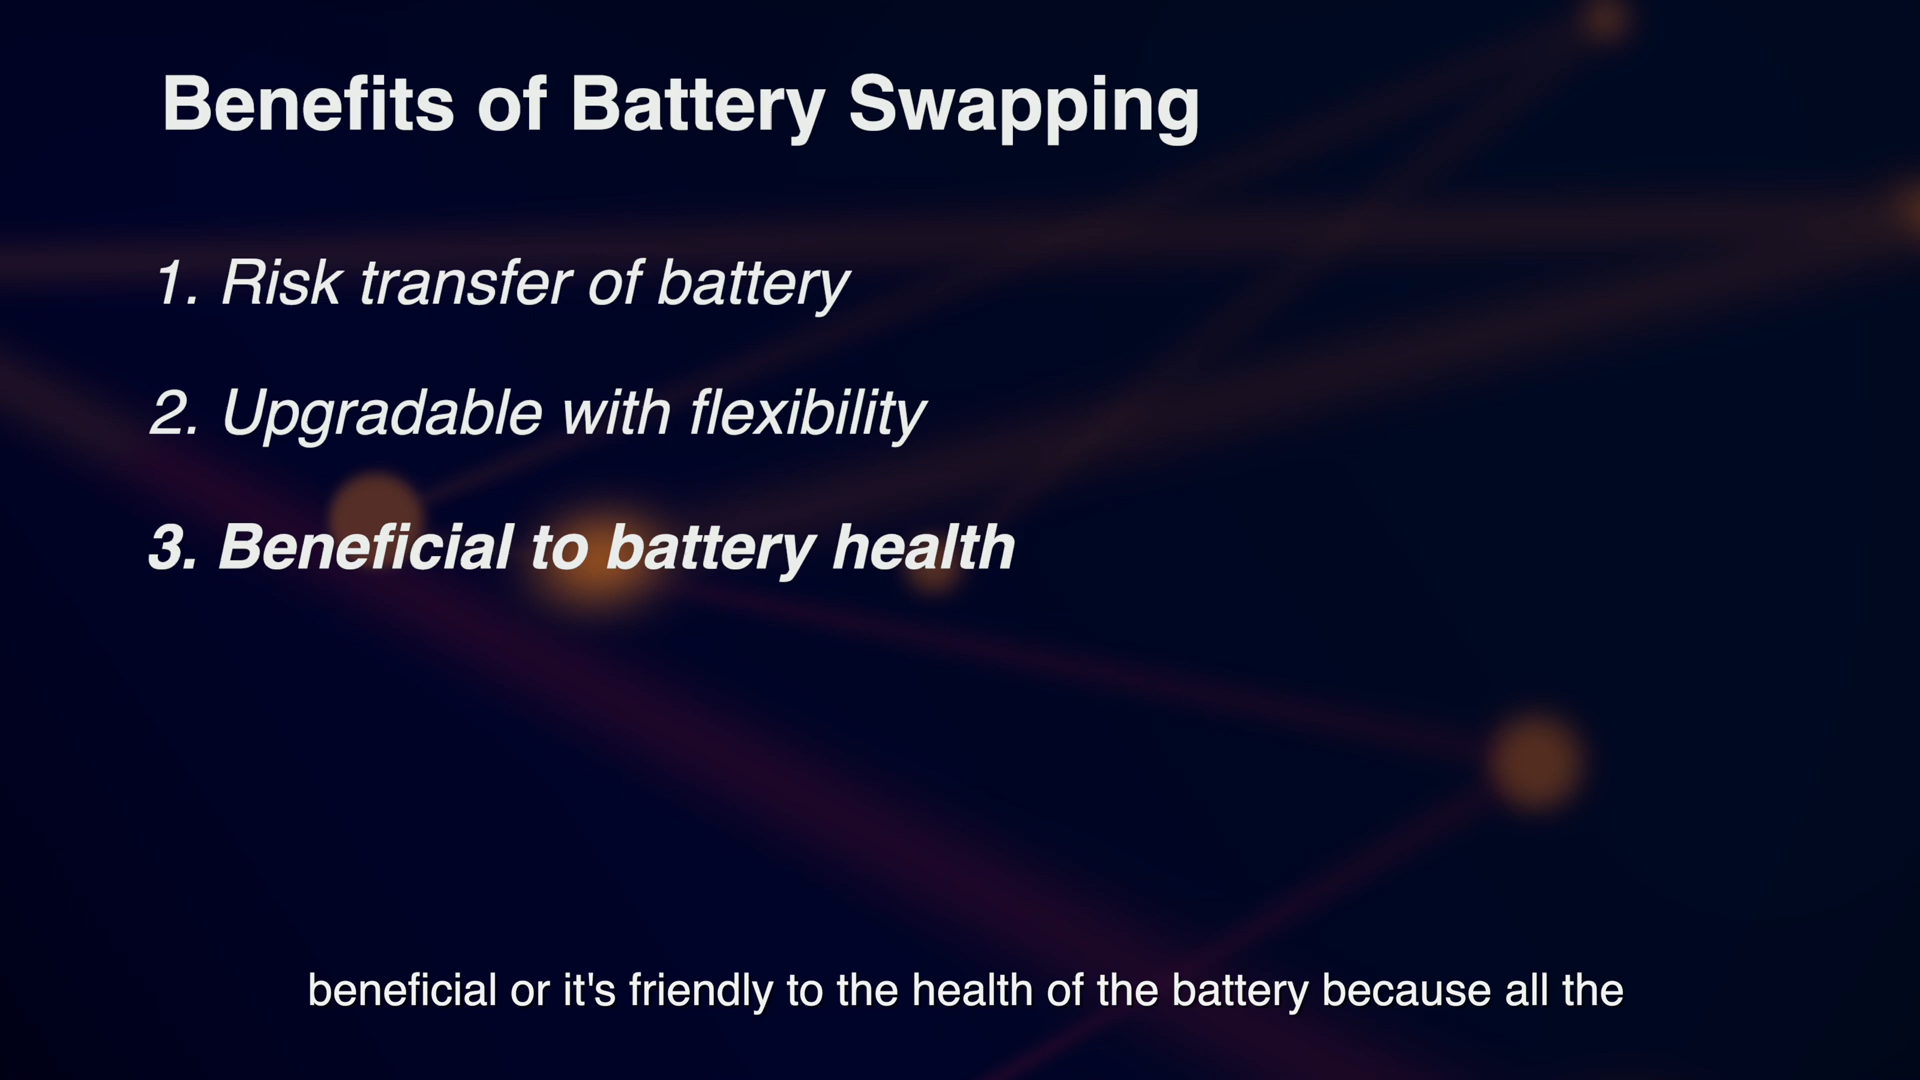 Benefits of Battery Swapping
1. Risk transfer of battery
2. Upgradable with flexibility
3. Beneficial to battery health
beneficial or it's friendly to the health of the battery because all the